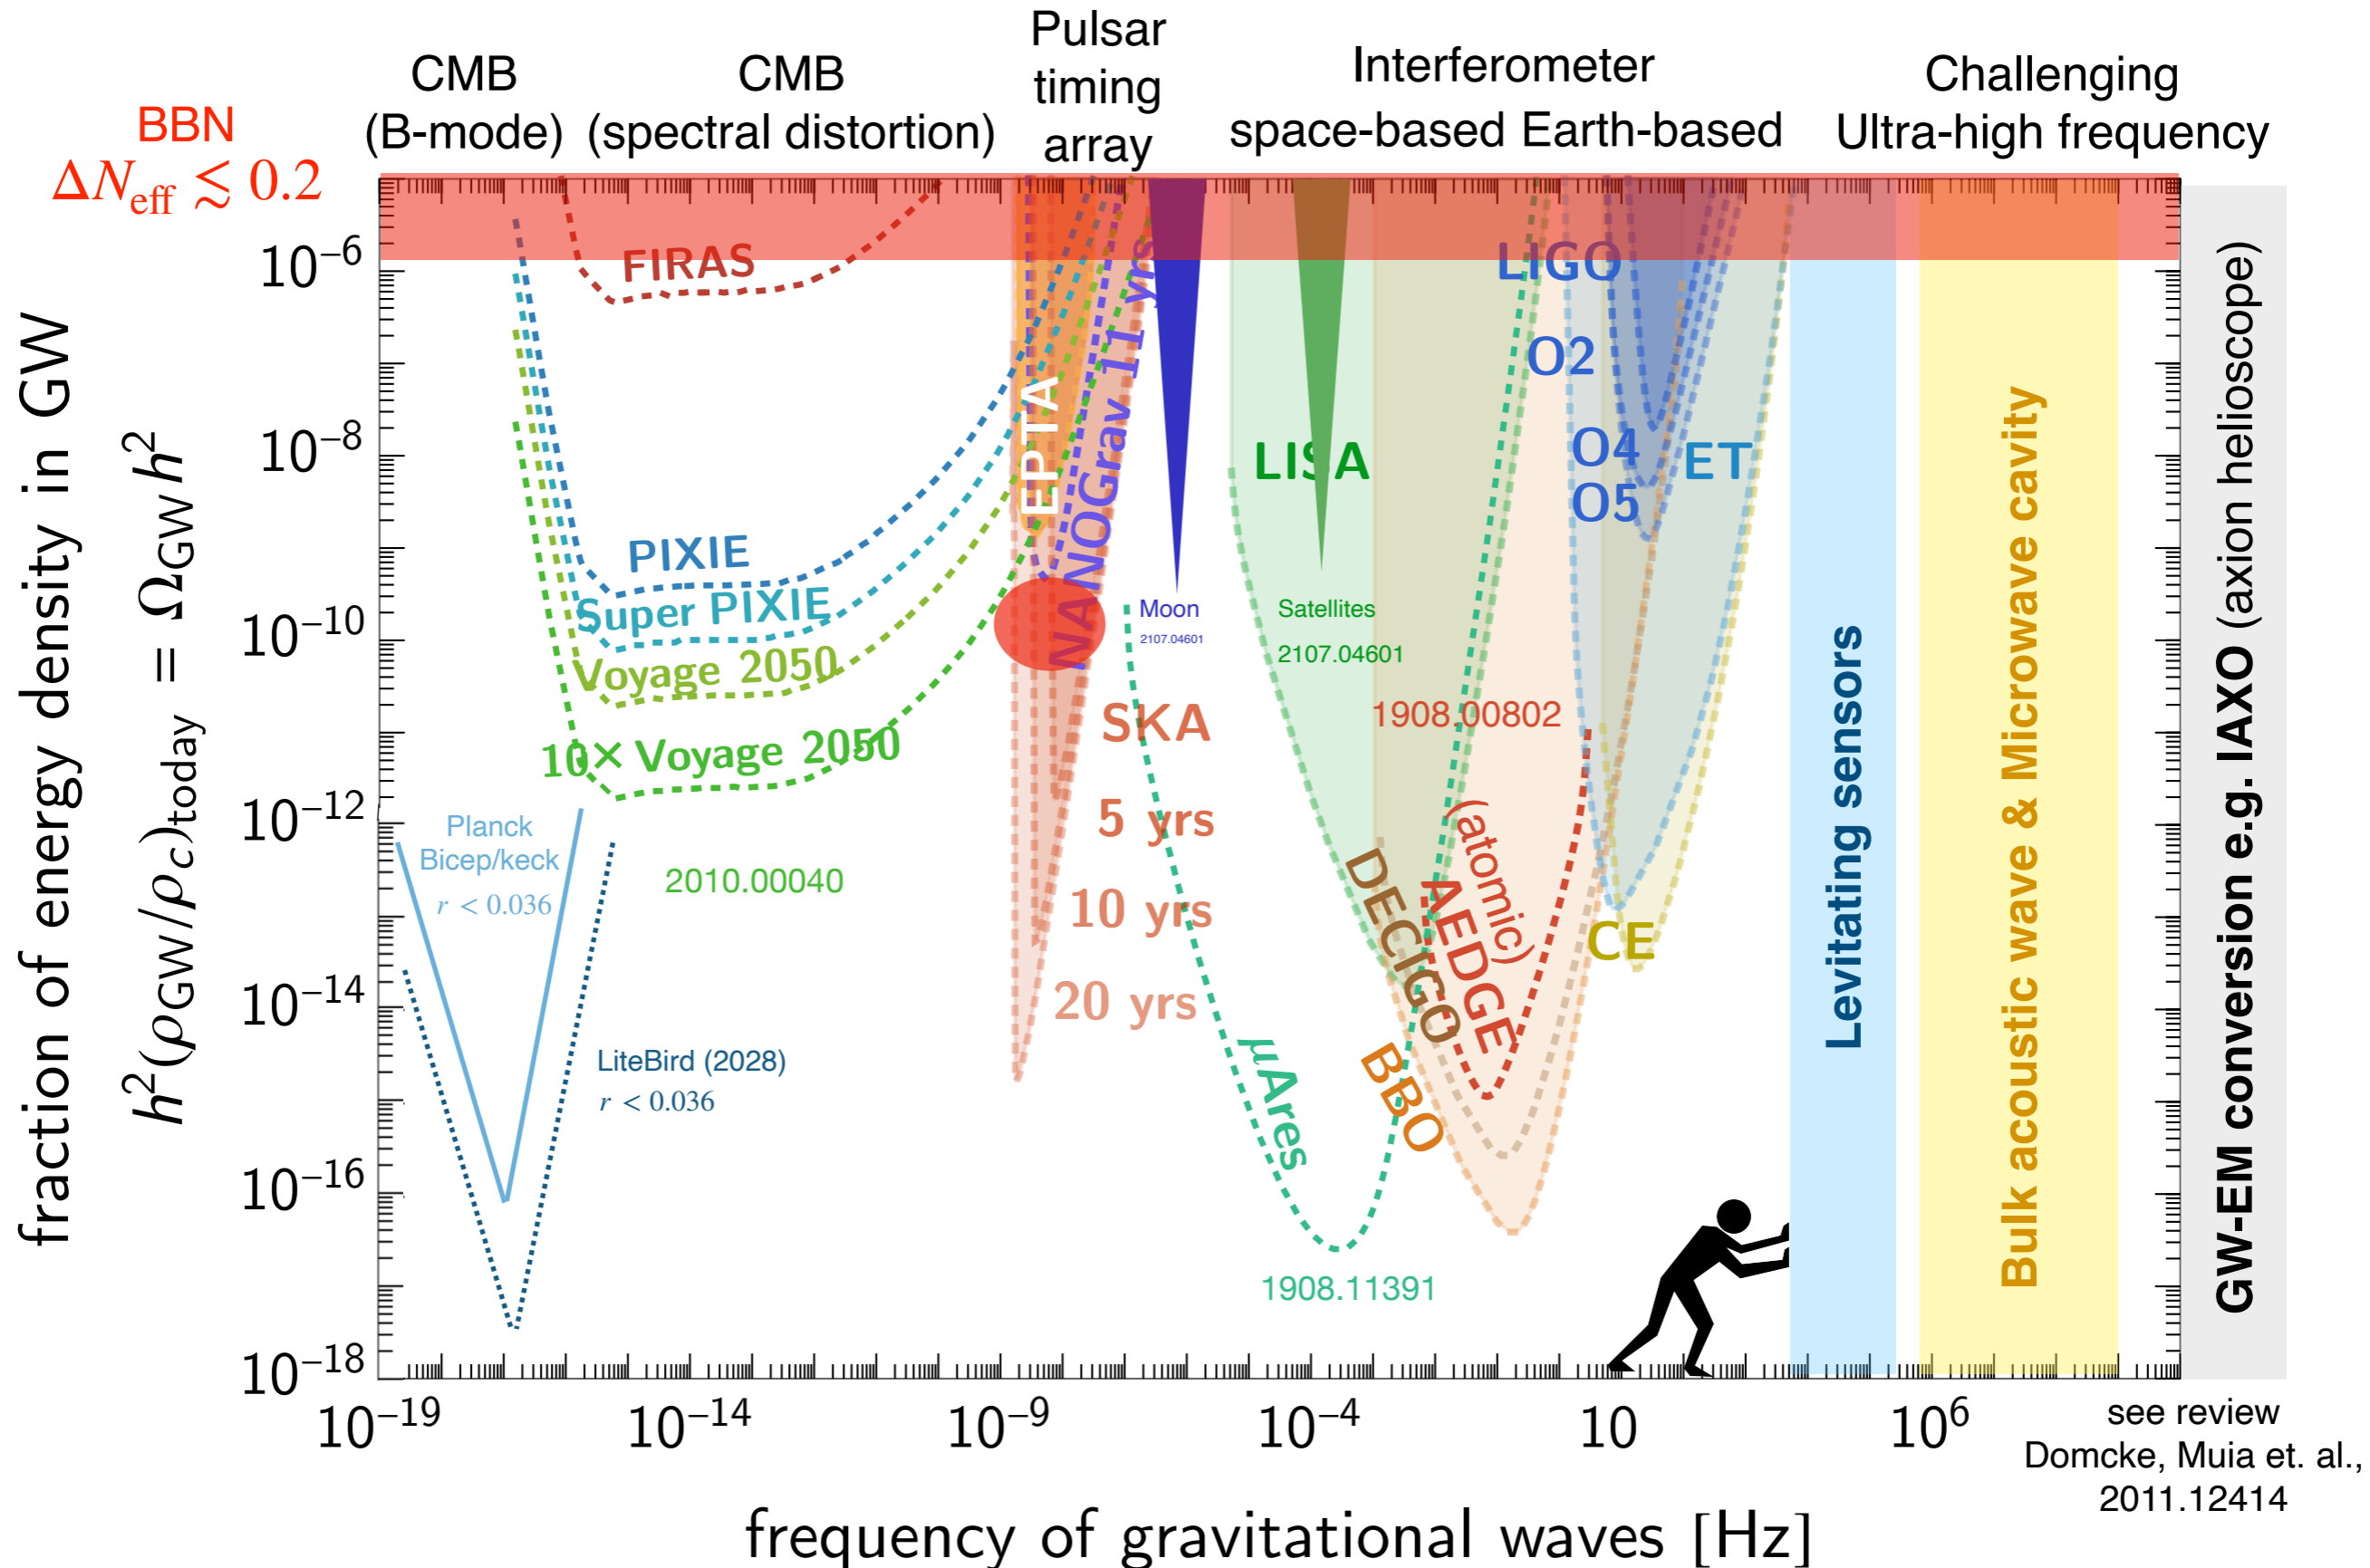 CMB
(B-mode)
CMB
(spectral distortion)
Pulsar
timing
array
Interferometer
space-based Earth-based
Challenging
Ultra-high frequency
BBN
ΔN_eff ≲ 0.2
fraction of energy density in GW
h²(ρ_GW/ρ_c)_today = Ω_GW h²
10⁻⁶
10⁻⁸
10⁻¹⁰
10⁻¹²
10⁻¹⁴
10⁻¹⁶
10⁻¹⁸
FIRAS
PIXIE
Super PIXIE
Voyage 2050
10× Voyage 2050
2010.00040
Planck
Bicep/keck
r < 0.036
LiteBird (2028)
r < 0.036
EPTA
NANOGrav 11 yrs
SKA
5 yrs
10 yrs
20 yrs
Moon
2107.04601
LISA
Satellites
2107.04601
1908.00802
μAres
1908.11391
DECIGO
AEDGE
(atomic)
BBO
LIGO
O2
O4
O5
ET
CE
Levitating sensors
Bulk acoustic wave & Microwave cavity
GW-EM conversion e.g. IAXO (axion helioscope)
10⁻¹⁹
10⁻¹⁴
10⁻⁹
10⁻⁴
10
10⁶
see review
Domcke, Muia et. al.,
2011.12414
frequency of gravitational waves [Hz]